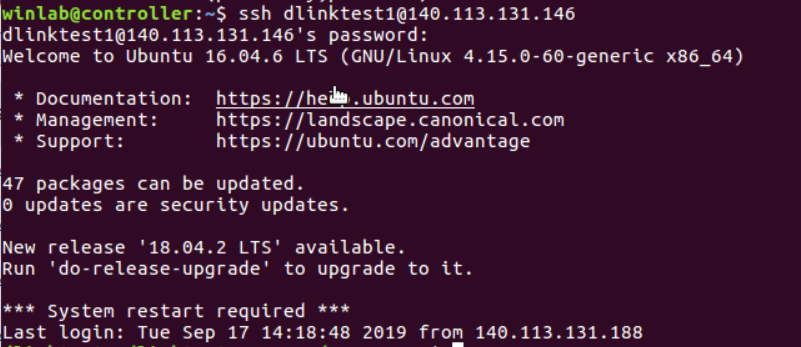 winlab@controller:~$ ssh dlinktest1@140.113.131.146
dlinktest1@140.113.131.146's password:
Welcome to Ubuntu 16.04.6 LTS (GNU/Linux 4.15.0-60-generic x86_64)
* Documentation: https://help.ubuntu.com
* Management: https://landscape.canonical.com
* Support: https://ubuntu.com/advantage
47 packages can be updated.
0 updates are security updates.
New release '18.04.2 LTS' available.
Run 'do-release-upgrade' to upgrade to it.
*** System restart required ***
Last login: Tue Sep 17 14:18:48 2019 from 140.113.131.188